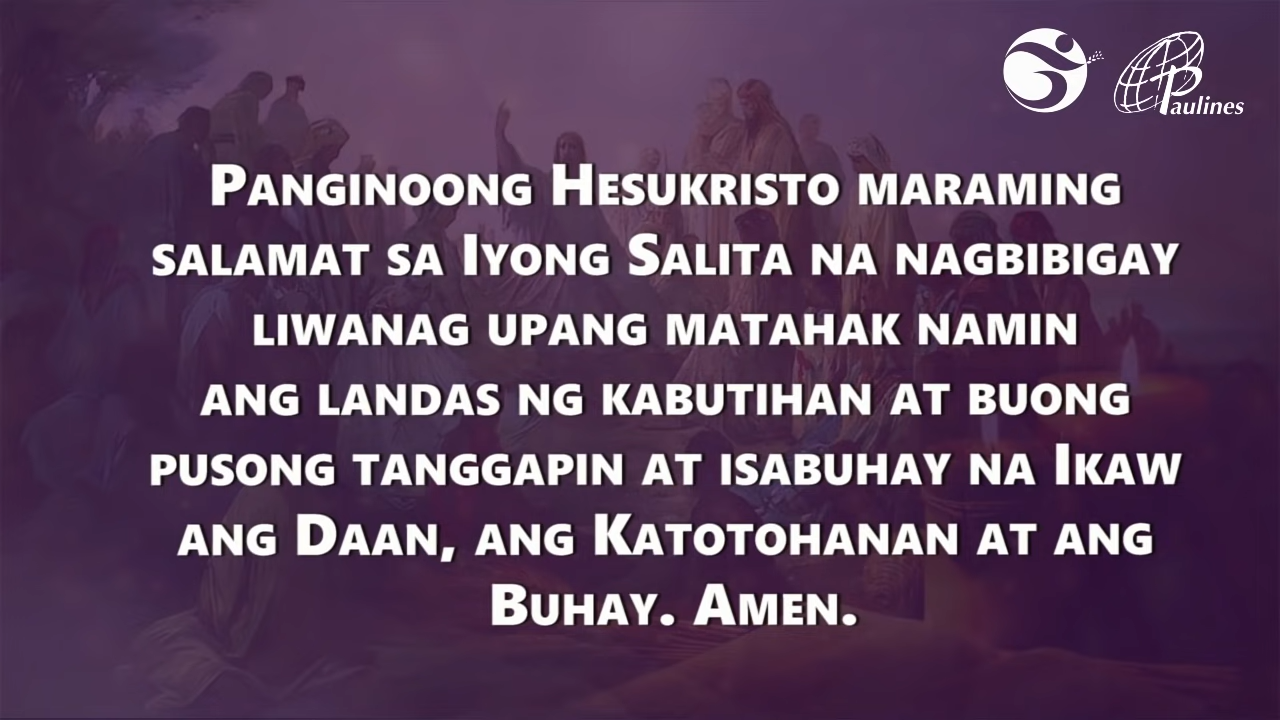 Paulines
Panginoong Hesukristo maraming
salamat sa Iyong Salita na nagbibigay
liwanag upang matahak namin
ang landas ng kabutihan at buong
pusong tanggapin at isabuhay na Ikaw
ang Daan, ang Katotohanan at ang
Buhay. Amen.